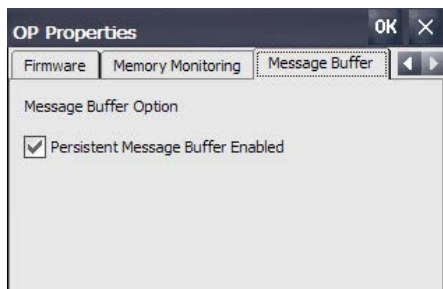 OP Properties OK
Firmware Memory Monitoring Message Buffer
Message Buffer Option
Persistent Message Buffer Enabled